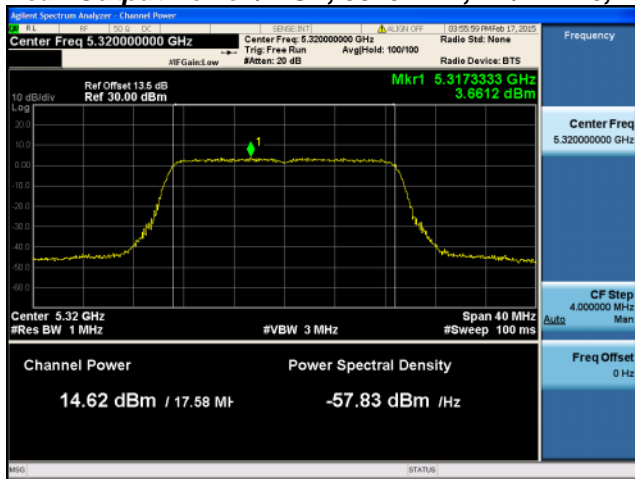 Agilent Spectrum Analyzer - Channel Power
RL RF 50 Ω DC SENSE:INT ALIGN OFF 03:55:59 PM Feb 17, 2015
Center Freq 5.320000000 GHz
Center Freq: 5.320000000 GHz
Radio Std: None
Trig: Free Run Avg|Hold: 100/100
#IFGain:Low #Atten: 20 dB Radio Device: BTS
Frequency
Mkr1 5.3173333 GHz
3.6612 dBm
Ref Offset 13.5 dB
10 dB/div Ref 30.00 dBm
Log
20.0
10.0
0.00
-10.0
-20.0
-30.0
-40.0
-50.0
-60.0
1
Center 5.32 GHz Span 40 MHz
#Res BW 1 MHz #VBW 3 MHz #Sweep 100 ms
Channel Power Power Spectral Density
14.62 dBm / 17.58 MH -57.83 dBm /Hz
Center Freq
5.320000000 GHz
CF Step
4.000000 MHz
Auto Man
Freq Offset
0 Hz
MSG STATUS